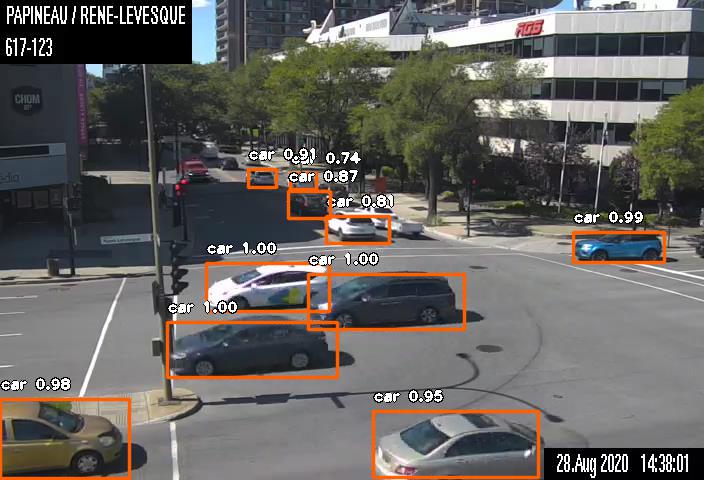 PAPINEAU / RENE-LEVESQUE
617-123
AGS
CHOM
car 0.91
0.74
car 0.87
car 0.81
car 0.99
car 1.00
car 1.00
car 1.00
car 0.98
car 0.95
28.Aug 2020 14:38:01